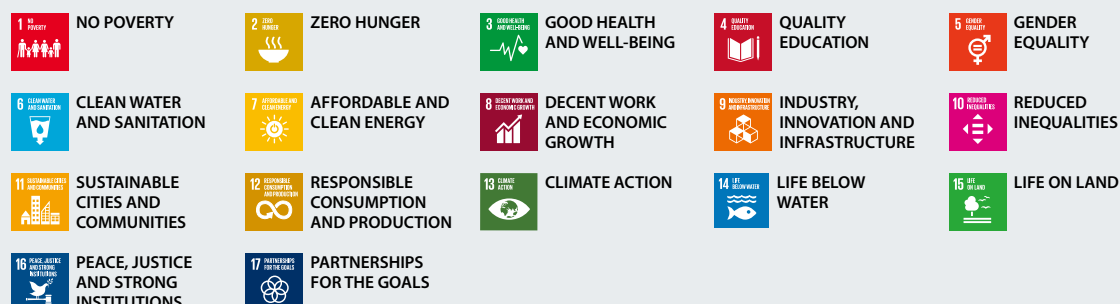 1 NO
POVERTY
NO POVERTY
2 ZERO
HUNGER
ZERO HUNGER
3 GOOD HEALTH
AND WELL-BEING
GOOD HEALTH
AND WELL-BEING
4 QUALITY
EDUCATION
QUALITY
EDUCATION
5 GENDER
EQUALITY
GENDER
EQUALITY
6 CLEAN WATER
AND SANITATION
CLEAN WATER
AND SANITATION
7 AFFORDABLE AND
CLEAN ENERGY
AFFORDABLE AND
CLEAN ENERGY
8 DECENT WORK AND
ECONOMIC GROWTH
DECENT WORK
AND ECONOMIC
GROWTH
9 INDUSTRY, INNOVATION
AND INFRASTRUCTURE
INDUSTRY,
INNOVATION AND
INFRASTRUCTURE
10 REDUCED
INEQUALITIES
REDUCED
INEQUALITIES
11 SUSTAINABLE CITIES
AND COMMUNITIES
SUSTAINABLE
CITIES AND
COMMUNITIES
12 RESPONSIBLE
CONSUMPTION
AND PRODUCTION
RESPONSIBLE
CONSUMPTION
AND PRODUCTION
13 CLIMATE
ACTION
CLIMATE ACTION
14 LIFE
BELOW WATER
LIFE BELOW
WATER
15 LIFE
ON LAND
LIFE ON LAND
16 PEACE, JUSTICE
AND STRONG
INSTITUTIONS
PEACE, JUSTICE
AND STRONG
INSTITUTIONS
17 PARTNERSHIPS
FOR THE GOALS
PARTNERSHIPS
FOR THE GOALS